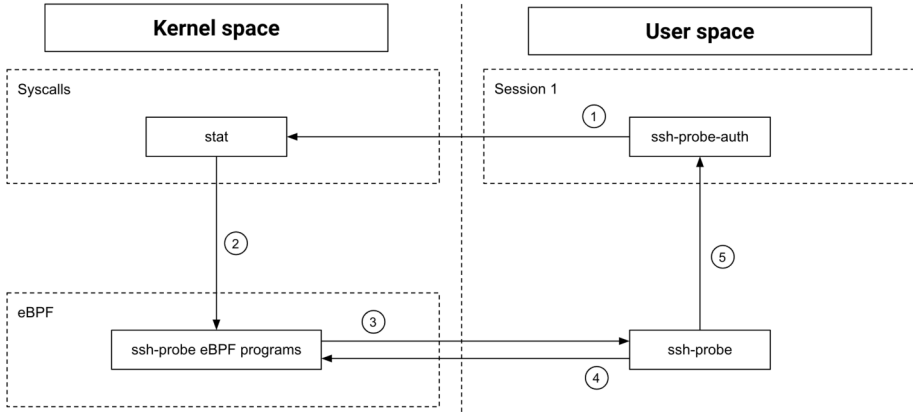 Kernel space
User space
Syscalls
Session 1
1
stat
ssh-probe-auth
2
5
eBPF
3
ssh-probe eBPF programs
ssh-probe
4